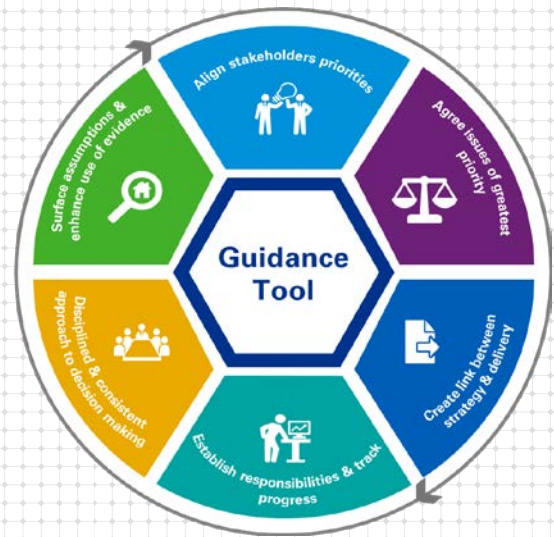 Align stakeholders priorities
Agree issues of greatest
priority
Create link between
strategy & delivery
Establish responsibilities & track
progress
Disciplined & consistent
approach to decision making
Surface assumptions &
enhance use of evidence
Guidance
Tool